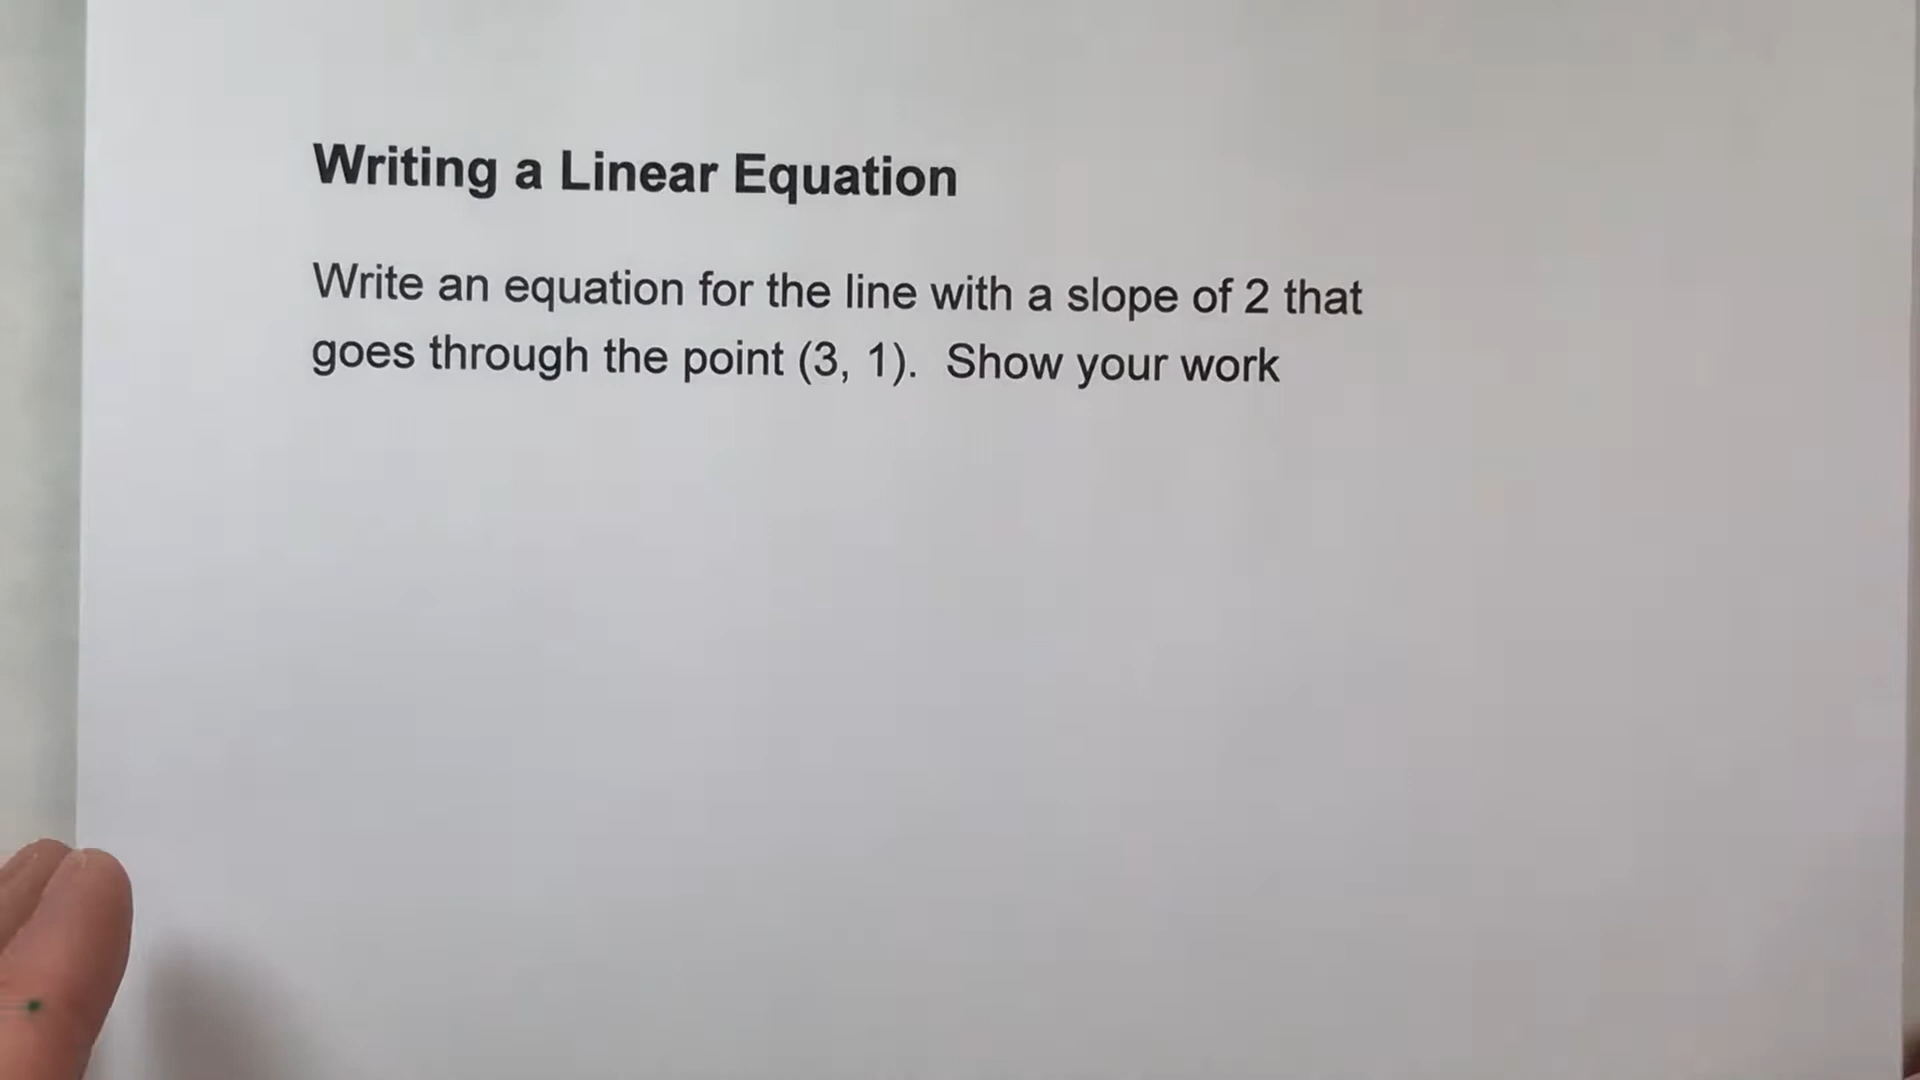 Writing a Linear Equation
Write an equation for the line with a slope of 2 that
goes through the point (3, 1).  Show your work